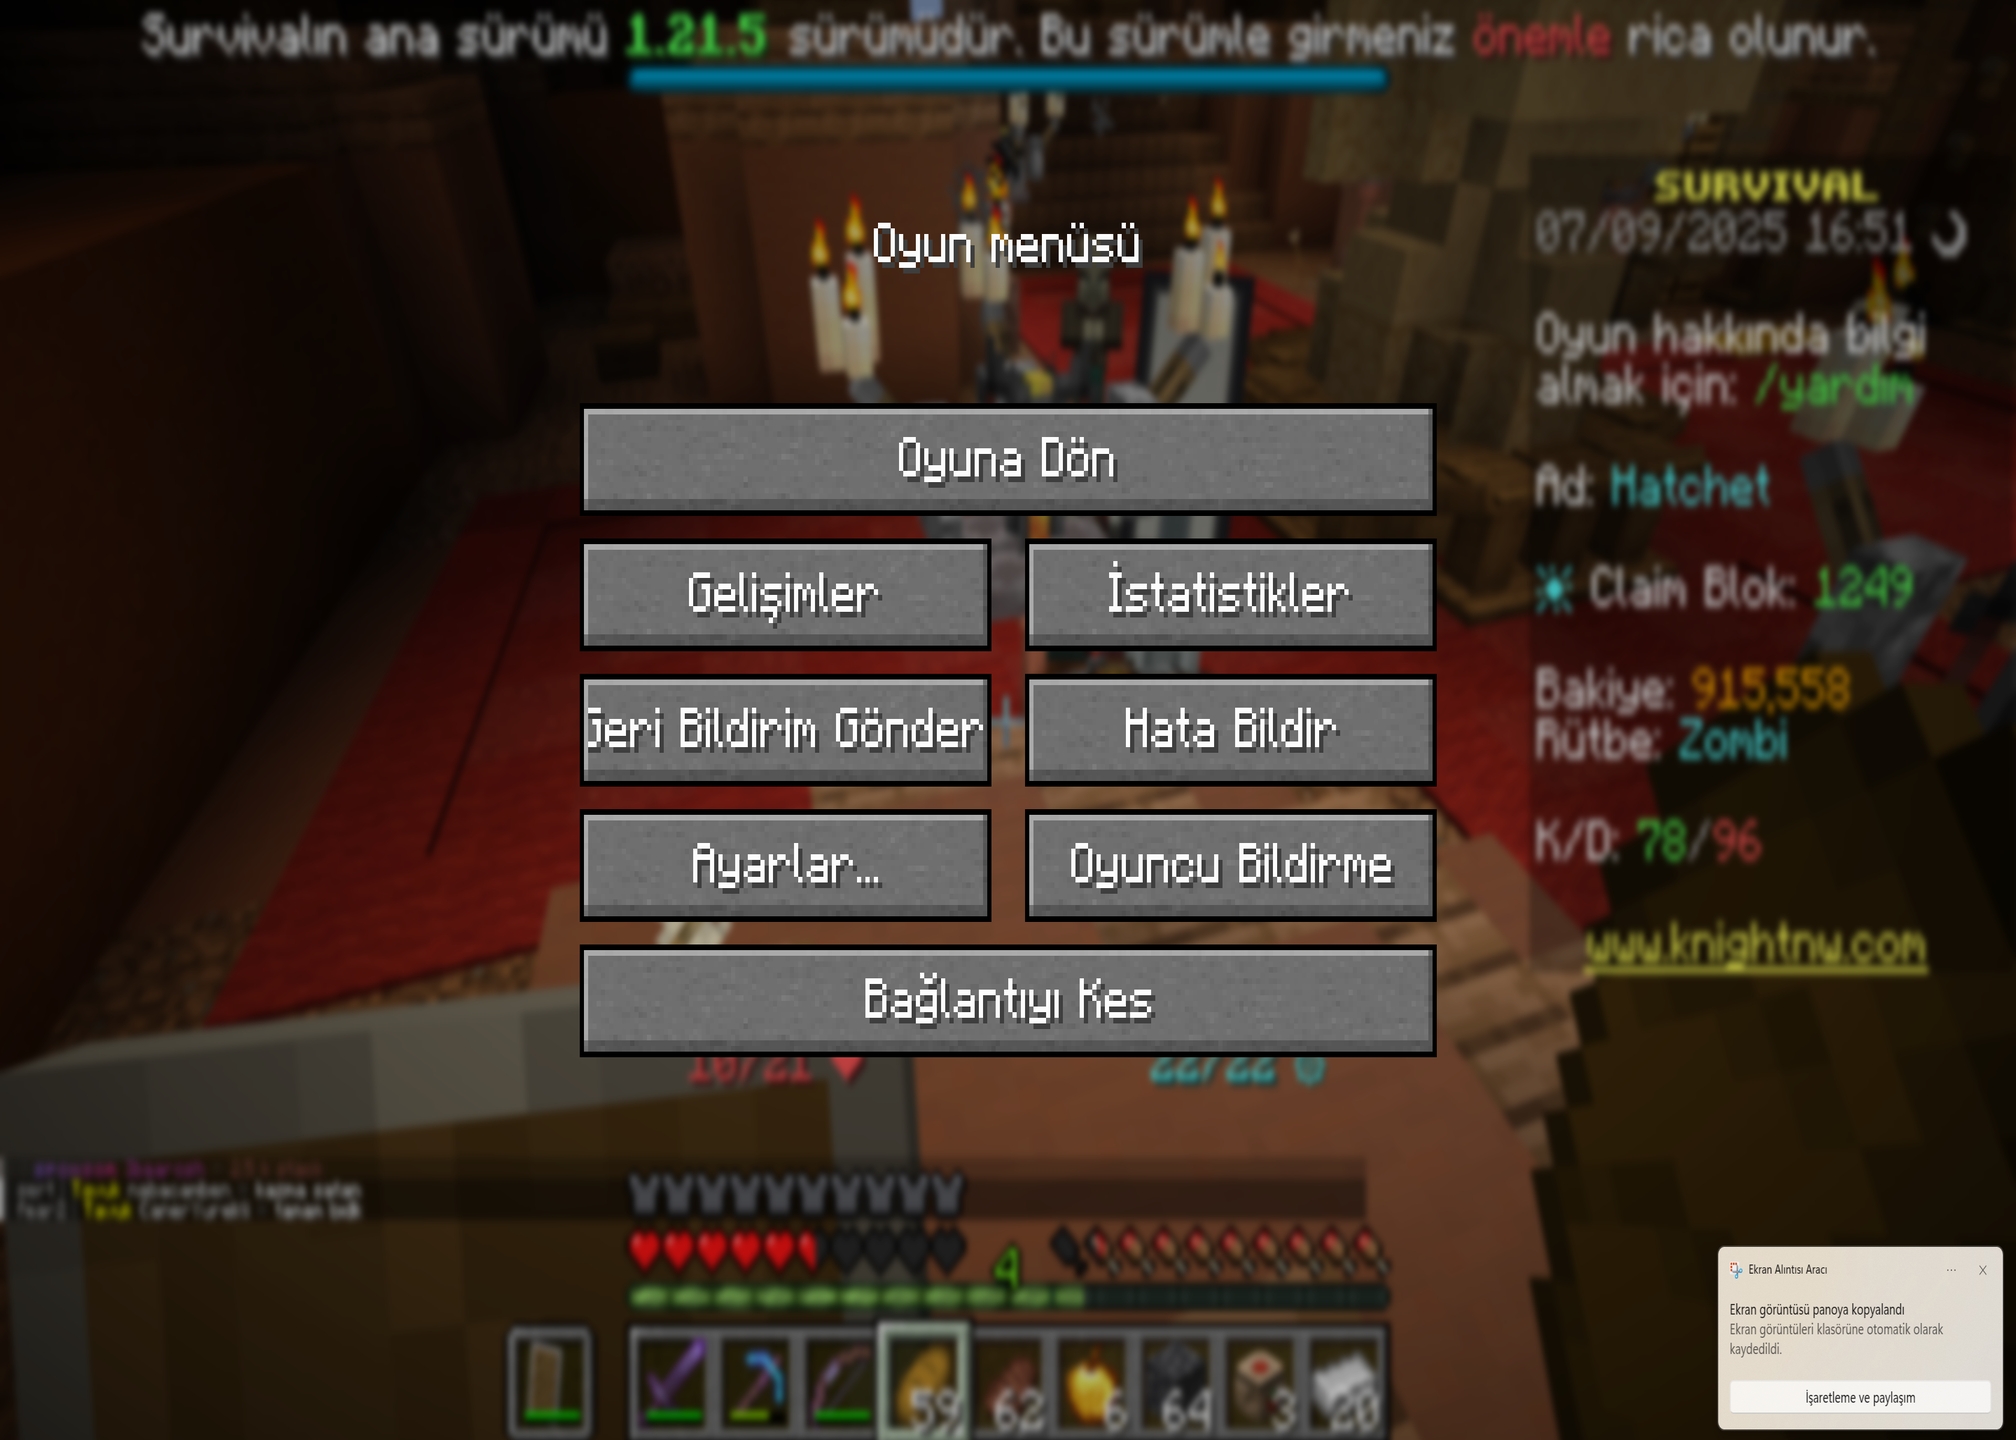 Survivalın ana sürümü 1.21.5 sürümüdür. Bu sürümle girmeniz önemle rica olunur.
SURVIVAL
07/09/2025 16:51
Oyun menüsü
Oyun hakkında bilgi
almak için: /yardım
Oyuna Dön
Ad: Matchet
Gelişimler
İstatistikler
Claim Blok: 1249
Geri Bildirim Gönder
Hata Bildir
Bakiye: 915,558
Rütbe: Zombi
Ayarlar...
Oyuncu Bildirme
K/D: 78/96
www.knightnw.com
Bağlantıyı Kes
22/22
4
59 62 6 64 3 20
Ekran Alıntısı Aracı
Ekran görüntüsü panoya kopyalandı
Ekran görüntüleri klasörüne otomatik olarak
kaydedildi.
İşaretleme ve paylaşım